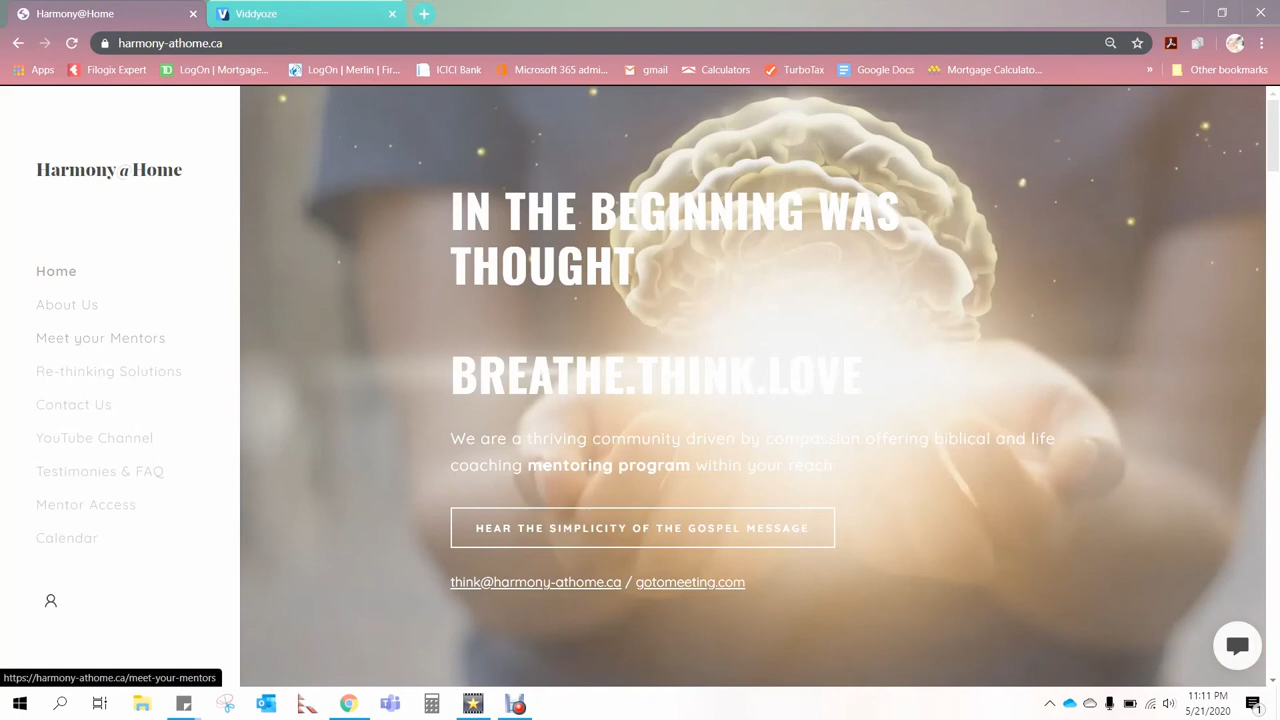 Harmony@Home
Viddyoze
harmony-athome.ca
Apps
Filogix Expert
LogOn | Mortgage...
LogOn | Merlin | Fir...
ICICI Bank
Microsoft 365 admi...
gmail
Calculators
TurboTax
Google Docs
Mortgage Calculato...
»
Other bookmarks
Harmony@Home
Home
About Us
Meet your Mentors
Re-thinking Solutions
Contact Us
YouTube Channel
Testimonies & FAQ
Mentor Access
Calendar
IN THE BEGINNING WAS
THOUGHT
BREATHE.THINK.LOVE
We are a thriving community driven by compassion offering biblical and life
coaching mentoring program within your reach
HEAR THE SIMPLICITY OF THE GOSPEL MESSAGE
think@harmony-athome.ca / gotomeeting.com
https://harmony-athome.ca/meet-your-mentors
11:11 PM
5/21/2020
1